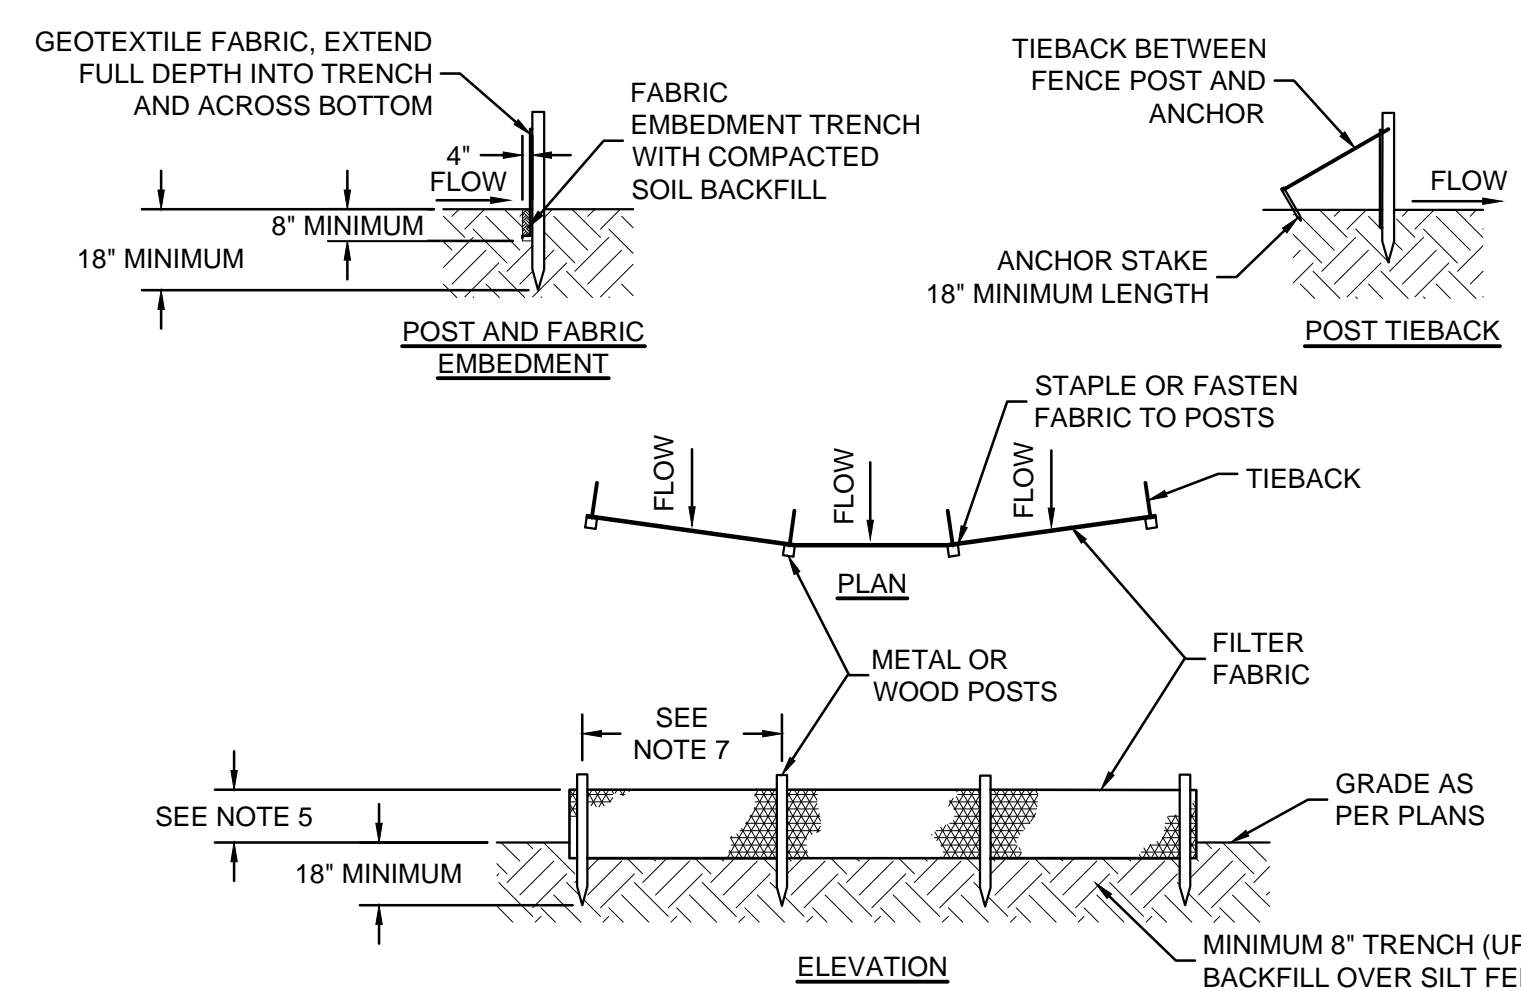 GEOTEXTILE FABRIC, EXTEND
FULL DEPTH INTO TRENCH
AND ACROSS BOTTOM
FABRIC
EMBEDMENT TRENCH
WITH COMPACTED
SOIL BACKFILL
4"
FLOW
8" MINIMUM
18" MINIMUM
POST AND FABRIC
EMBEDMENT
TIEBACK BETWEEN
FENCE POST AND
ANCHOR
FLOW
ANCHOR STAKE
18" MINIMUM LENGTH
POST TIEBACK
STAPLE OR FASTEN
FABRIC TO POSTS
FLOW
FLOW
FLOW
TIEBACK
PLAN
METAL OR
WOOD POSTS
FILTER
FABRIC
SEE
NOTE 7
SEE NOTE 5
18" MINIMUM
GRADE AS
PER PLANS
MINIMUM 8" TRENCH (UP
BACKFILL OVER SILT
ELEVATION